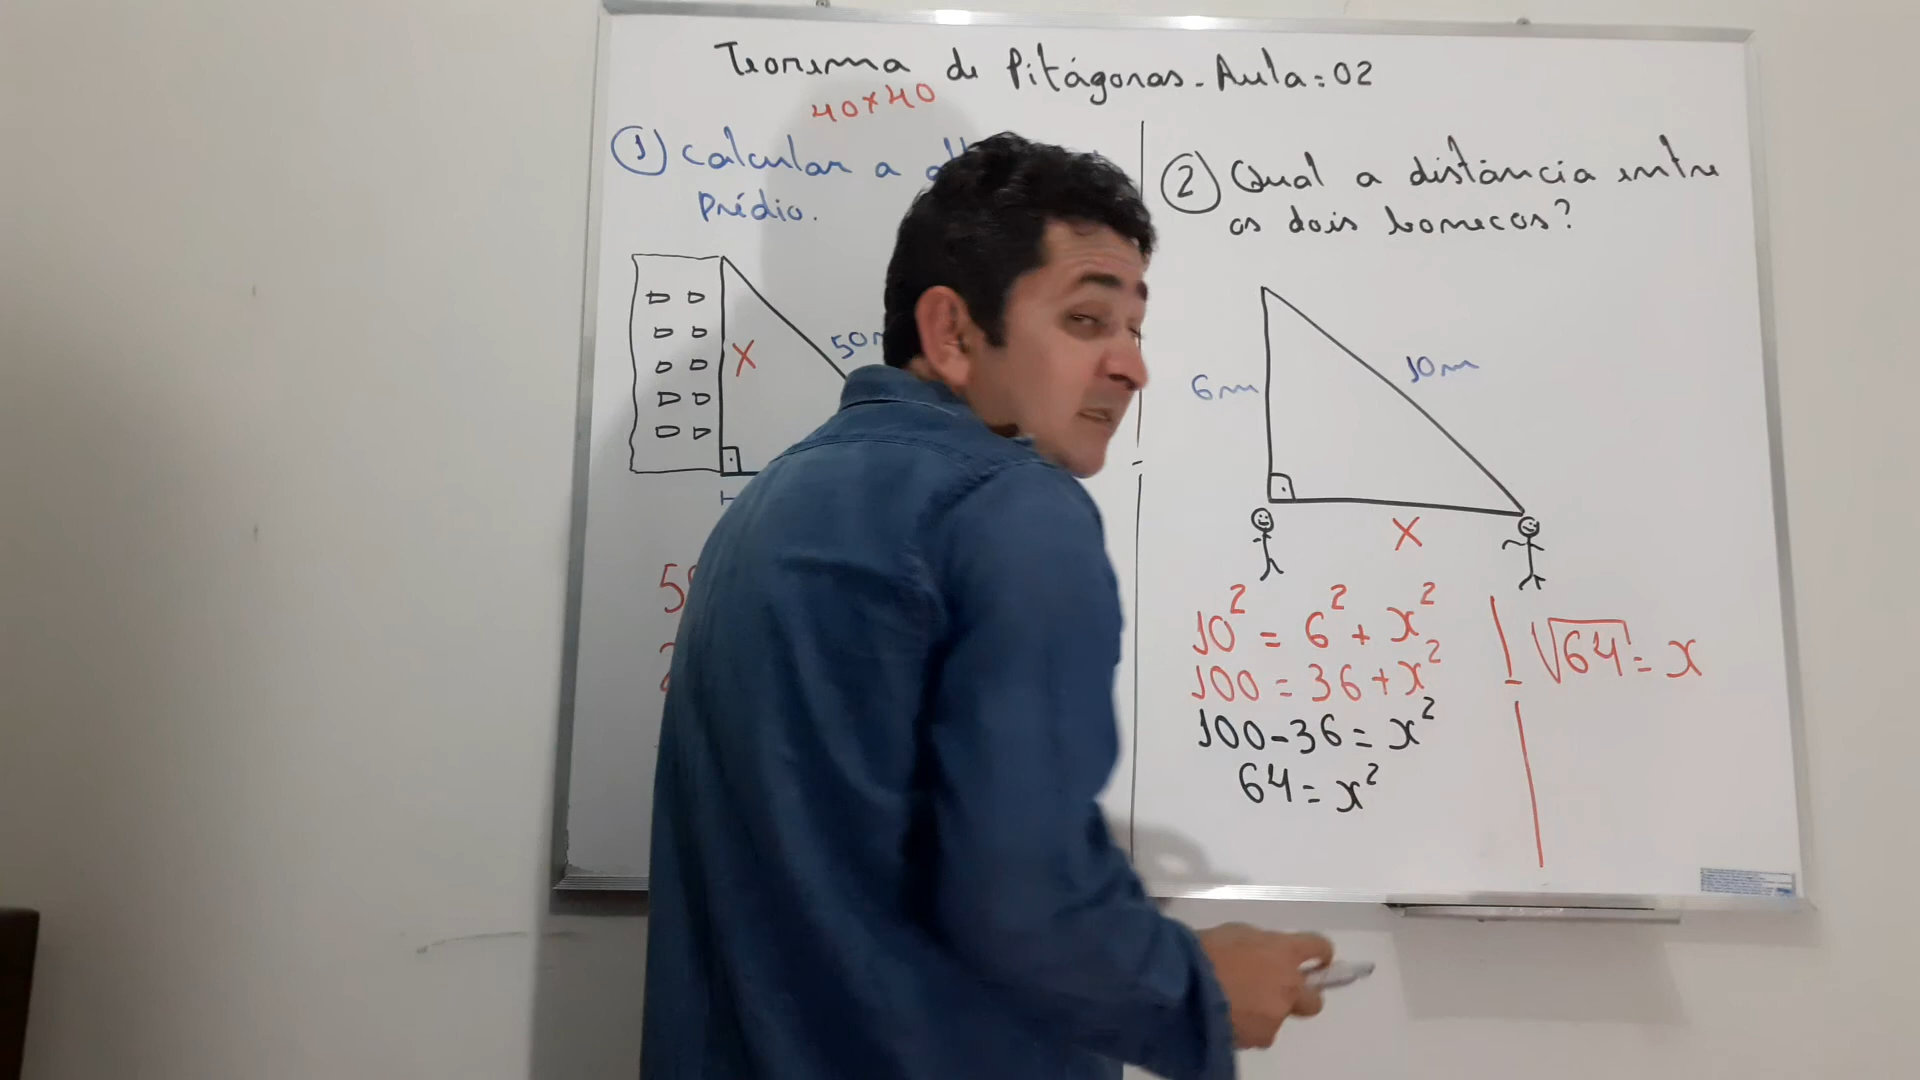 Teorema de Pitágoras - Aula: 02
40x40
1 Calcular a
Prédio.
50
X
2 Qual a distância entre
os dois bonecos?
6m
10m
X
10² = 6² + x²
100 = 36 + x²
100 - 36 = x²
64 = x²
√64 = x